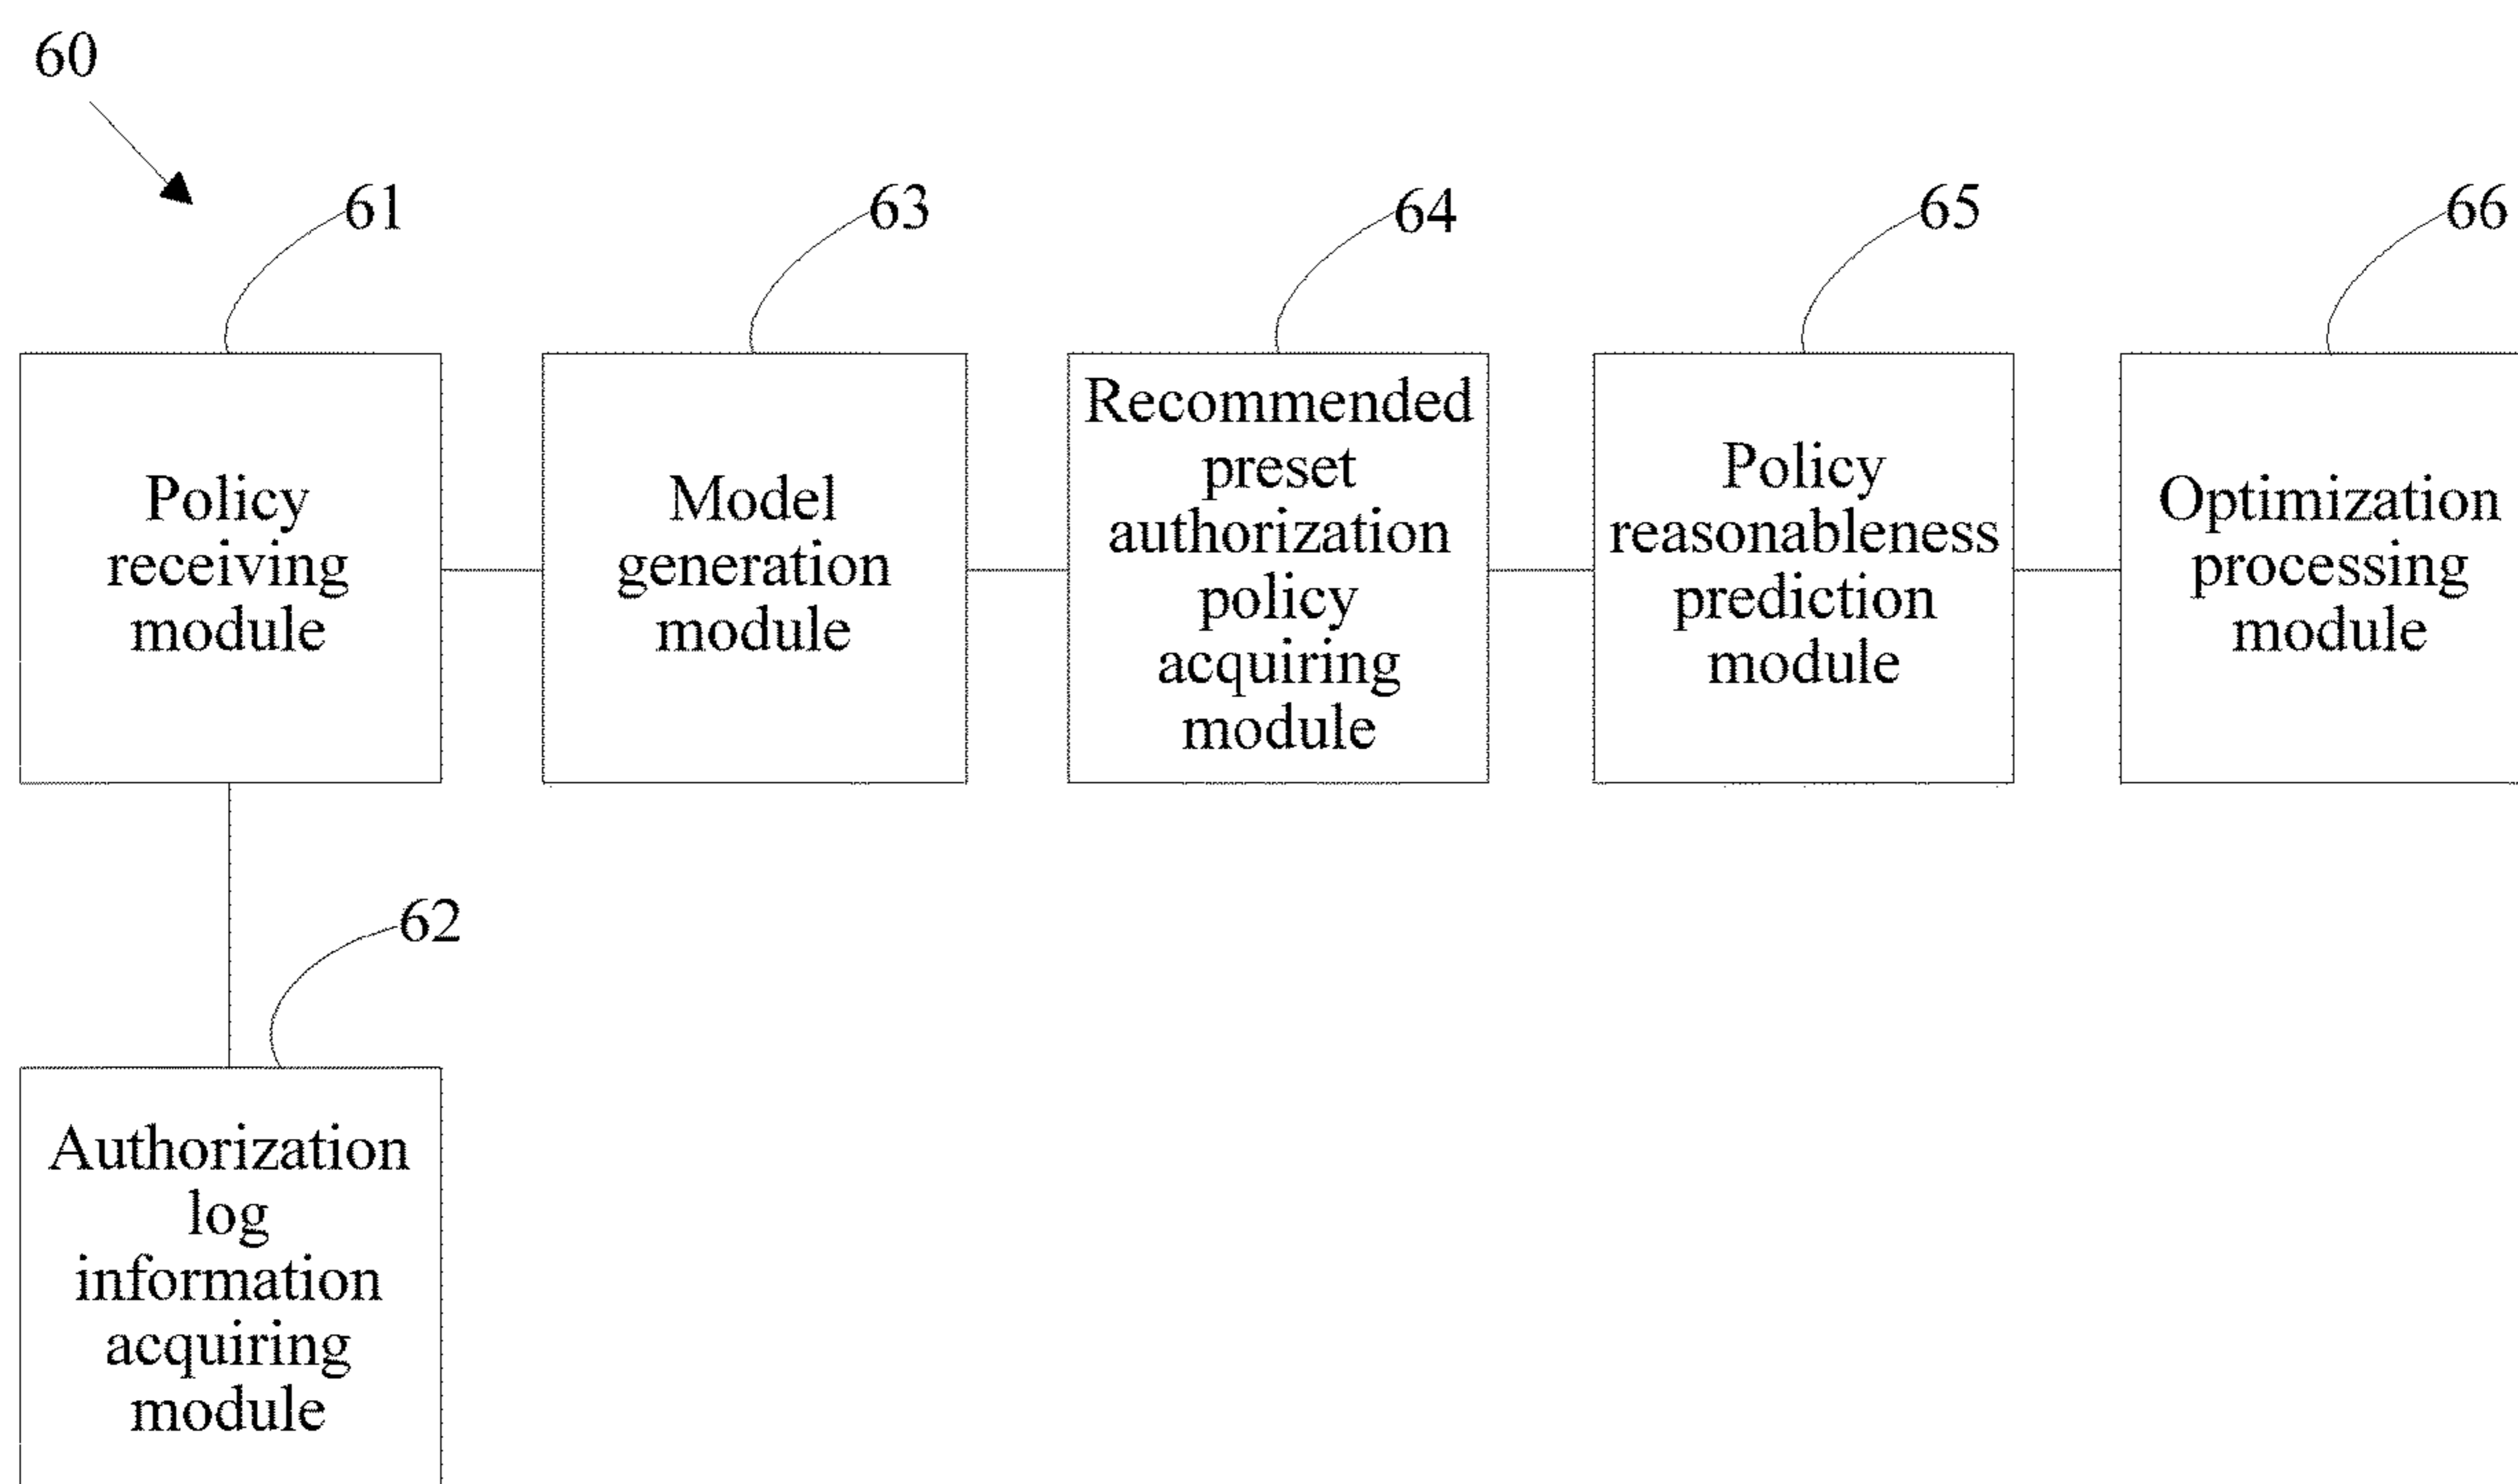 60
61
63
64
65
66
Policy
receiving
module
Model
generation
module
Recommended
preset
authorization
policy
acquiring
module
Policy
reasonableness
prediction
module
Optimization
processing
module
62
Authorization
log
information
acquiring
module